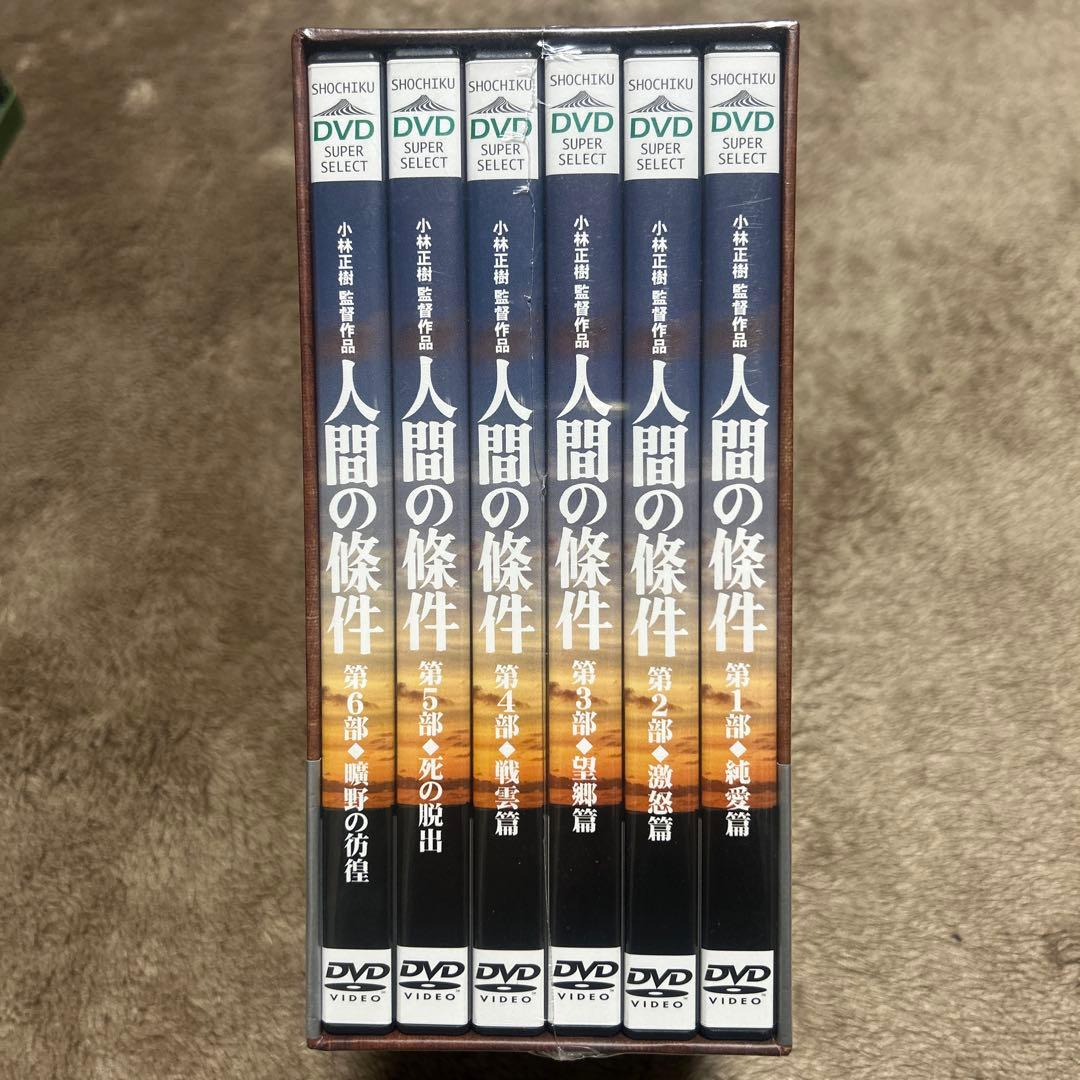 SHOCHIKU
DVD
SUPER
SELECT
小林正樹 監督作品
人間の條件
第1部◆純愛篇
DVD
VIDEO
SHOCHIKU
DVD
SUPER
SELECT
小林正樹 監督作品
人間の條件
第2部◆激怒篇
DVD
VIDEO
SHOCHIKU
DVD
SUPER
SELECT
小林正樹 監督作品
人間の條件
第3部◆望郷篇
DVD
VIDEO
SHOCHIKU
DVD
SUPER
SELECT
小林正樹 監督作品
人間の條件
第4部◆戦雲篇
DVD
VIDEO
SHOCHIKU
DVD
SUPER
SELECT
小林正樹 監督作品
人間の條件
第5部◆死の脱出
DVD
VIDEO
SHOCHIKU
DVD
SUPER
SELECT
小林正樹 監督作品
人間の條件
第6部◆曠野の彷徨
DVD
VIDEO